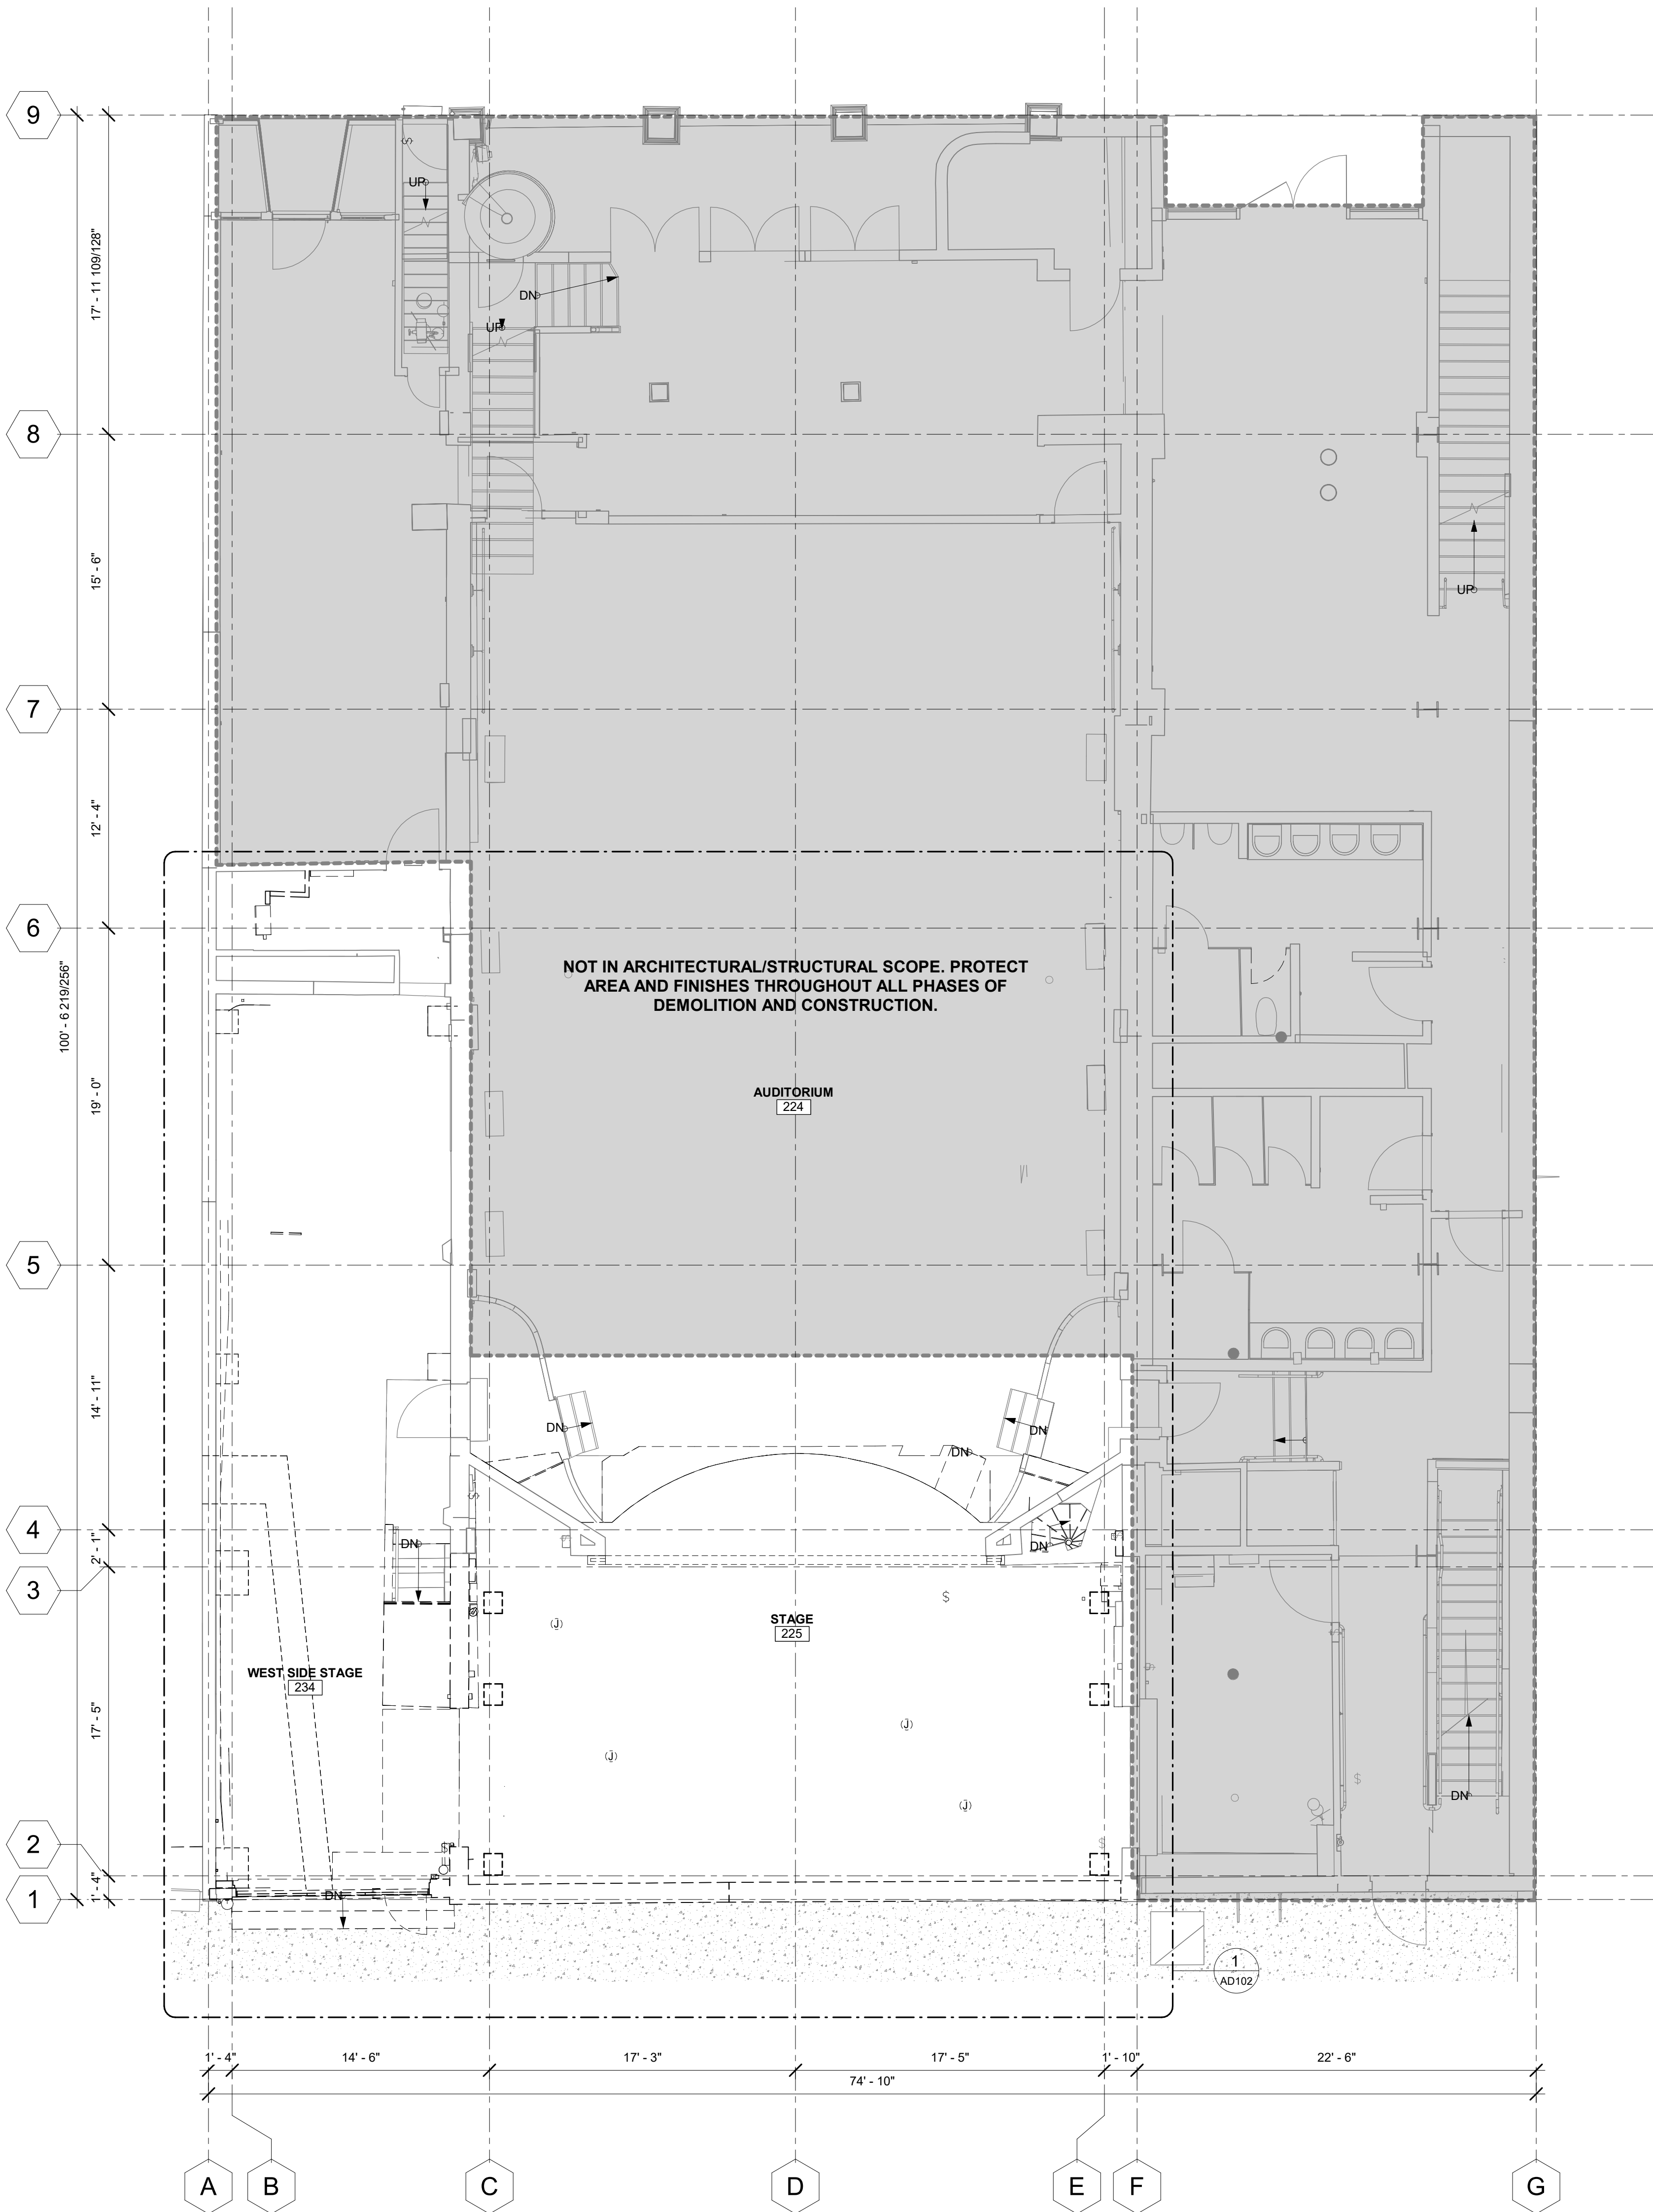 9
UP
17' - 11 109/128"
DN
UP
8
15' - 6"
UP
7
12' - 4"
6
100' - 6 219/256"
NOT IN ARCHITECTURAL/STRUCTURAL SCOPE. PROTECT
AREA AND FINISHES THROUGHOUT ALL PHASES OF
DEMOLITION AND CONSTRUCTION.
19' - 0"
AUDITORIUM
224
5
14' - 11"
DN
DN
DN
4
2' - 11"
DN
DN
3
$
(J)
STAGE
225
WEST SIDE STAGE
234
17' - 5"
(J)
(J)
$
(J)
DN
2
$
1' - 4"
1
DN
1
AD102
1' - 4"
14' - 6"
17' - 3"
17' - 5"
1' - 10"
22' - 6"
74' - 10"
A
B
C
D
E
F
G